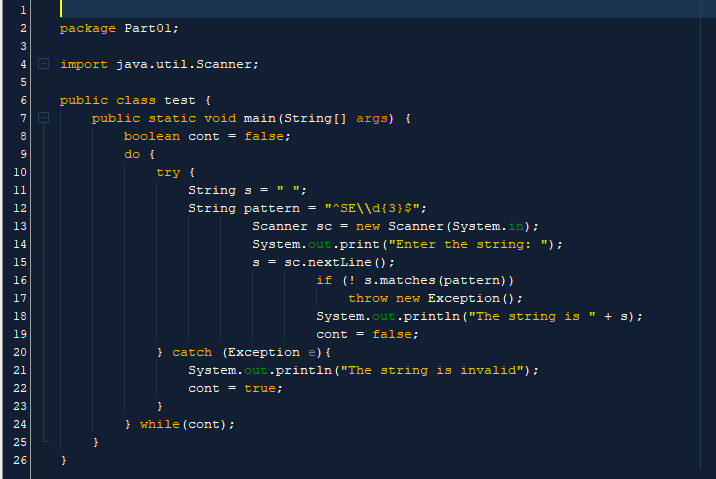 1
2 package Part01;
3
4 import java.util.Scanner;
5
6 public class test {
7 public static void main(String[] args) {
8 boolean cont = false;
9 do {
10 try {
11 String s = " ";
12 String pattern = "^SE\\d{3}$";
13 Scanner sc = new Scanner(System.in);
14 System.out.print("Enter the string: ");
15 s = sc.nextLine();
16 if (! s.matches(pattern))
17 throw new Exception();
18 System.out.println("The string is " + s);
19 cont = false;
20 } catch (Exception e){
21 System.out.println("The string is invalid");
22 cont = true;
23 }
24 } while(cont);
25 }
26 }